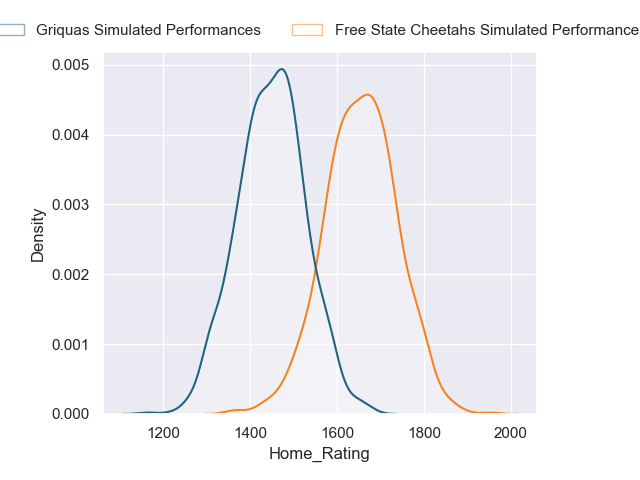 Griquas Simulated Performances
Free State Cheetahs Simulated Performance
0.005
0.004
0.003
0.002
0.001
0.000
Density
1200 1400 1600 1800 2000
Home_Rating